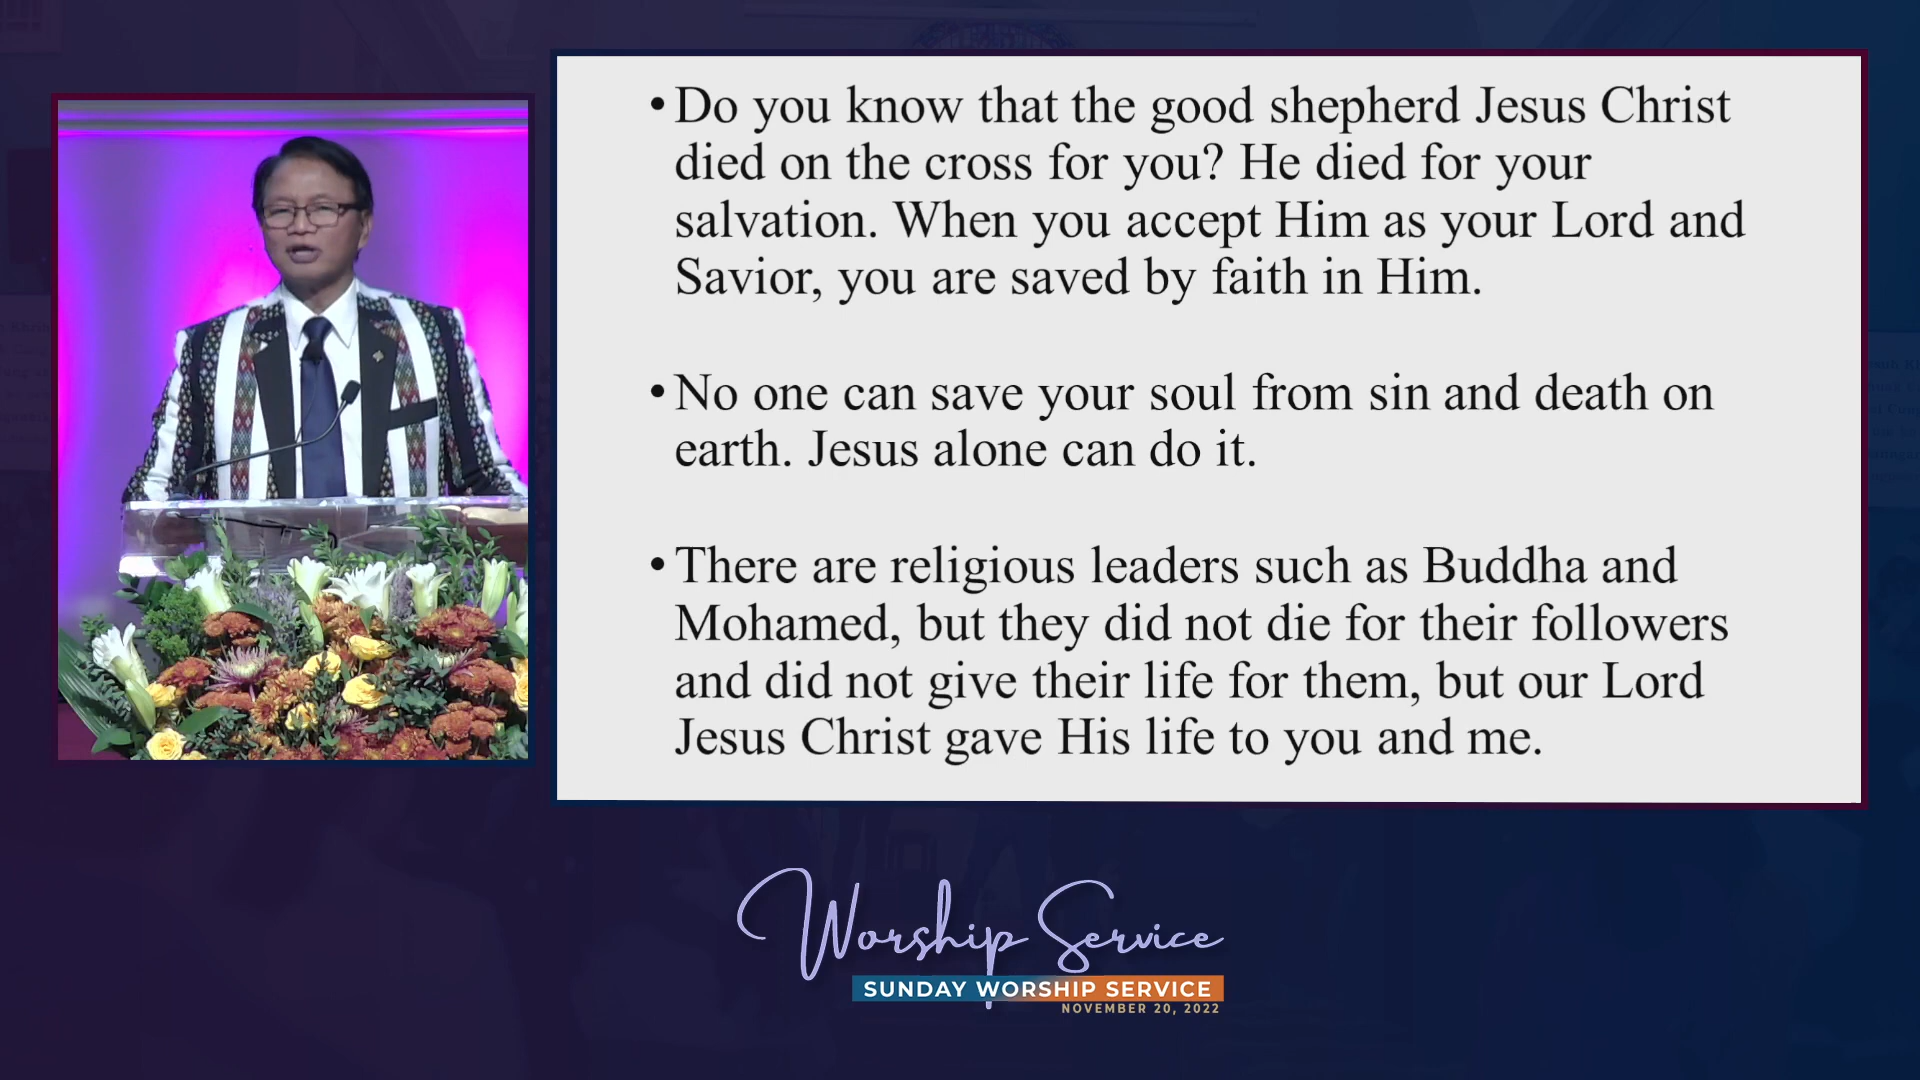 • Do you know that the good shepherd Jesus Christ
died on the cross for you? He died for your
salvation. When you accept Him as your Lord and
Savior, you are saved by faith in Him.
• No one can save your soul from sin and death on
earth. Jesus alone can do it.
• There are religious leaders such as Buddha and
Mohamed, but they did not die for their followers
and did not give their life for them, but our Lord
Jesus Christ gave His life to you and me.
Worship Service
SUNDAY WORSHIP SERVICE
NOVEMBER 20, 2022